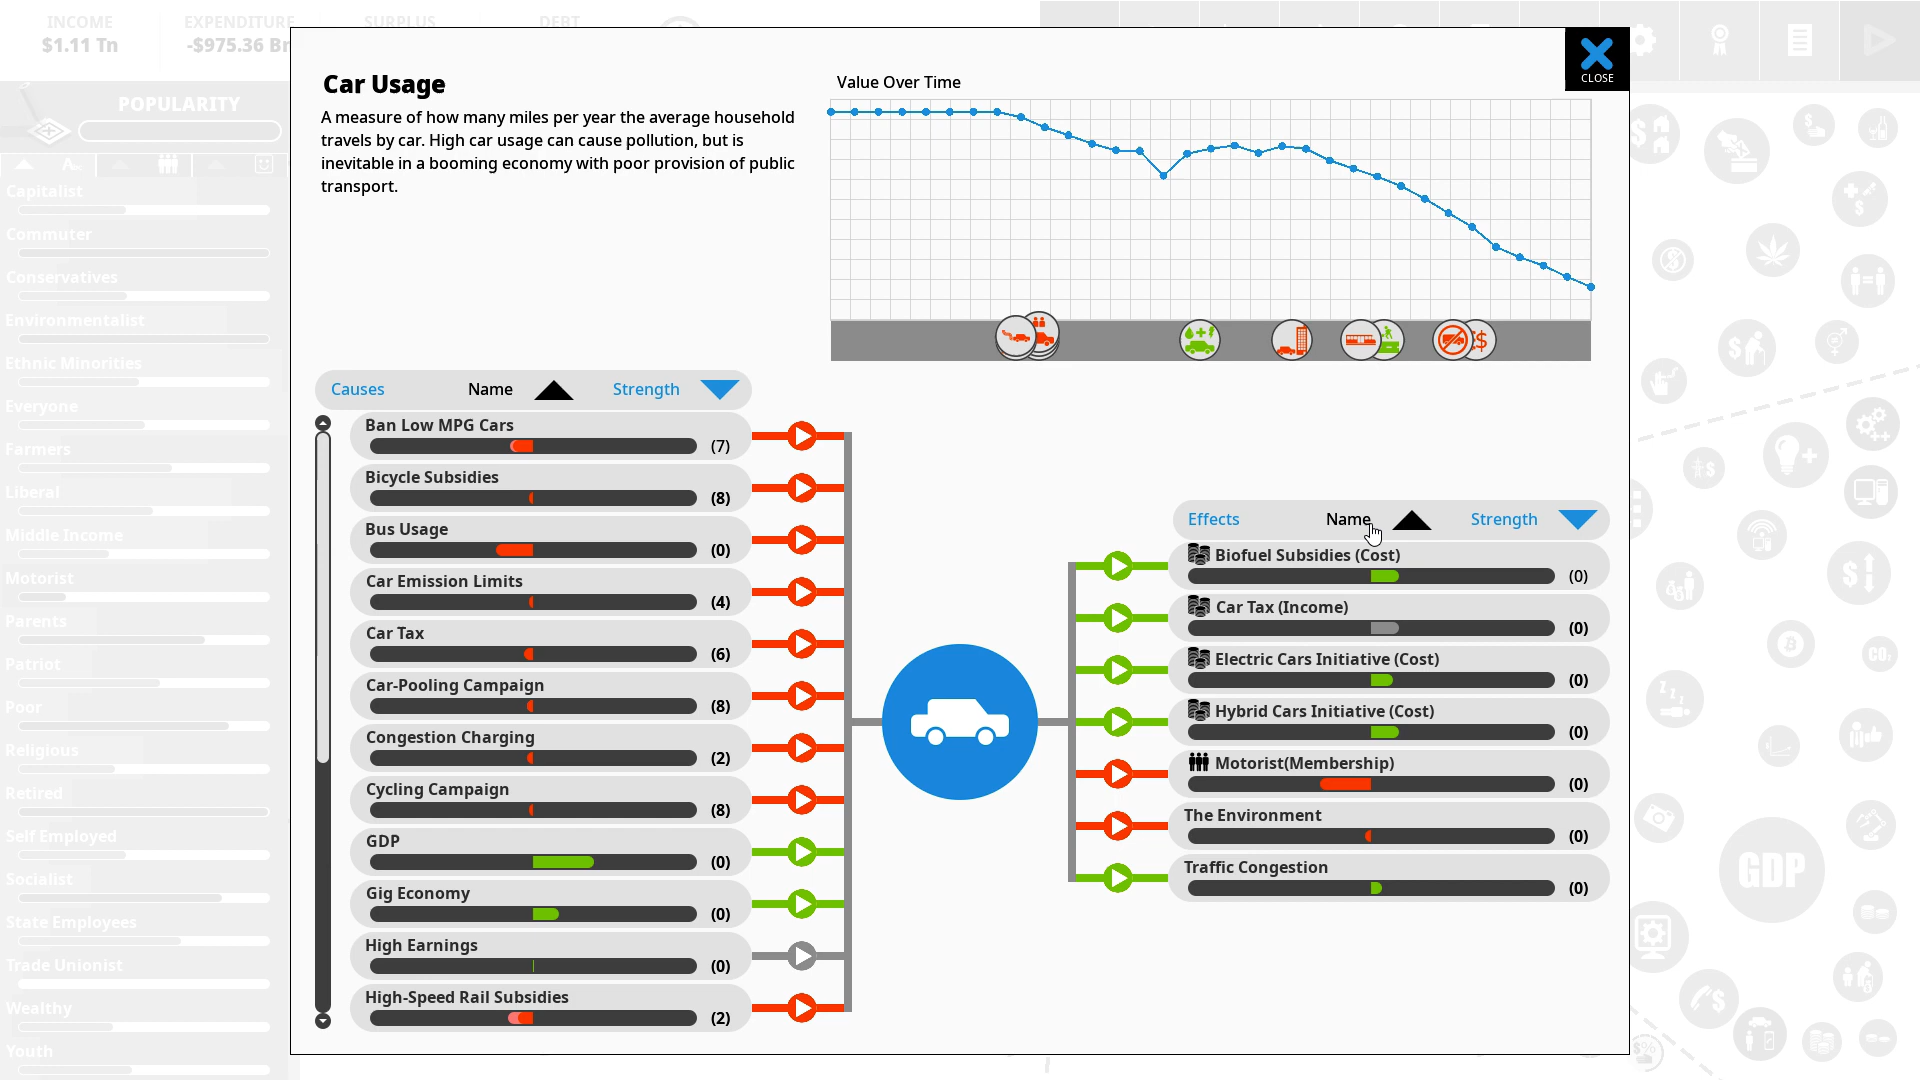 INCOME
EXPENDITURE
SURPLUS
DEBT
$1.11 Tn
-$975.36 Br
CLOSE
Car Usage
A measure of how many miles per year the average household
travels by car. High car usage can cause pollution, but is
inevitable in a booming economy with poor provision of public
transport.
Value Over Time
POPULARITY
Capitalist
Commuter
Conservatives
Environmentalist
Ethnic Minorities
Everyone
Farmers
Liberal
Middle Income
Motorist
Parents
Patriot
Poor
Religious
Retired
Self Employed
Socialist
State Employees
Trade Unionist
Wealthy
Youth
Causes Name Strength
Ban Low MPG Cars
(7)
Bicycle Subsidies
(8)
Bus Usage
(0)
Car Emission Limits
(4)
Car Tax
(6)
Car-Pooling Campaign
(8)
Congestion Charging
(2)
Cycling Campaign
(8)
GDP
(0)
Gig Economy
(0)
High Earnings
(0)
High-Speed Rail Subsidies
(2)
Effects Name Strength
Biofuel Subsidies (Cost)
(0)
Car Tax (Income)
(0)
Electric Cars Initiative (Cost)
(0)
Hybrid Cars Initiative (Cost)
(0)
Motorist(Membership)
(0)
The Environment
(0)
Traffic Congestion
(0)
CO₂
GDP